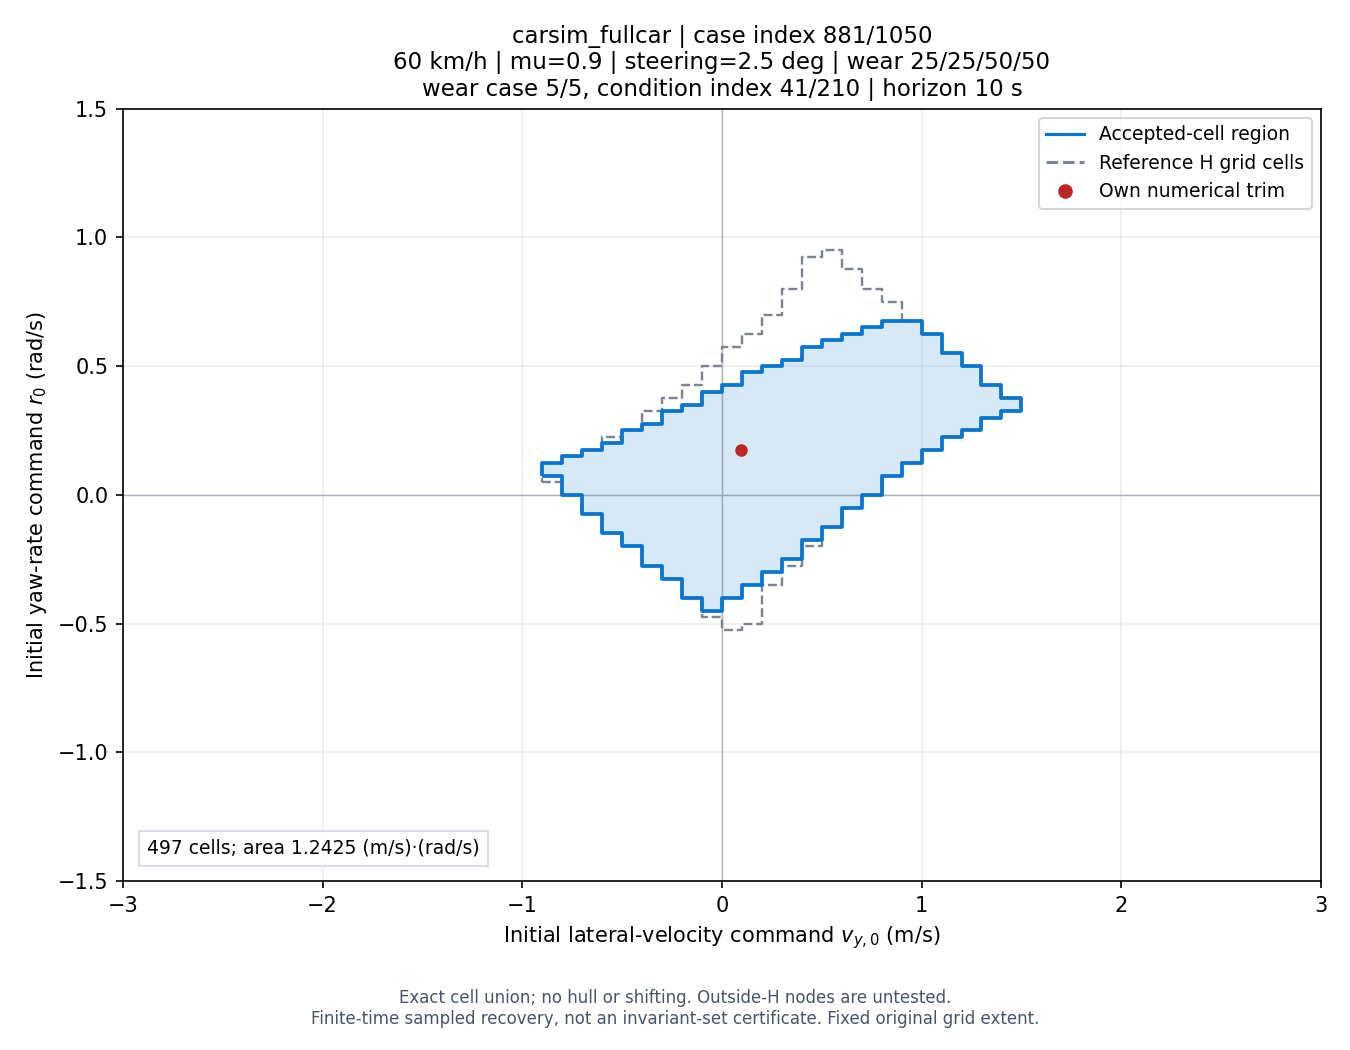 carsim_fullcar | case index 881/1050
60 km/h | mu=0.9 | steering=2.5 deg | wear 25/25/50/50
wear case 5/5, condition index 41/210 | horizon 10 s
1.5
1.0
0.5
0.0
−0.5
−1.0
−1.5
Initial yaw-rate command r₀ (rad/s)
Accepted-cell region
Reference H grid cells
Own numerical trim
497 cells; area 1.2425 (m/s)·(rad/s)
−3
−2
−1
0
1
2
3
Initial lateral-velocity command v_{y,0} (m/s)
Exact cell union; no hull or shifting. Outside-H nodes are untested.
Finite-time sampled recovery, not an invariant-set certificate. Fixed original grid extent.